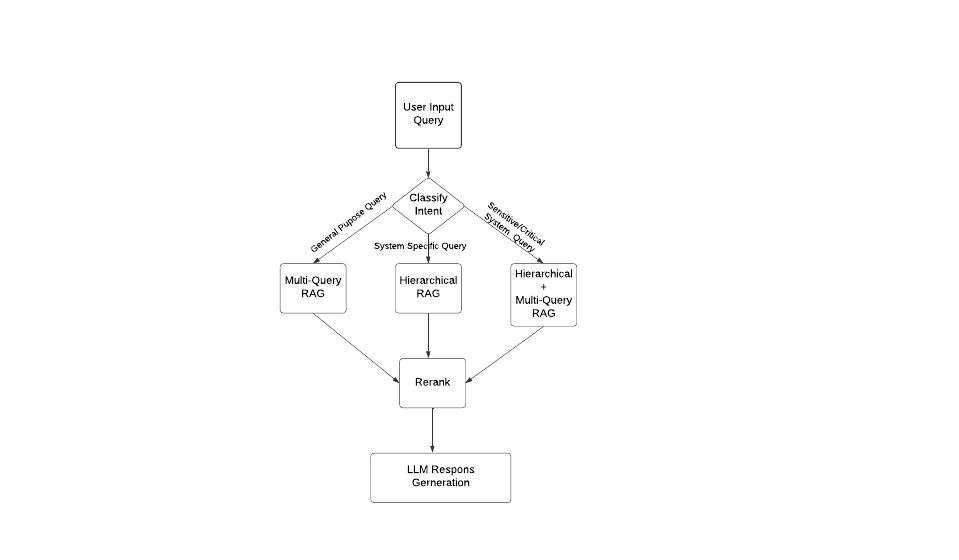 User Input
Query
Classify
Intent
General Pupose Query
System Specific Query
Sensitive/Critical
System Query
Multi-Query
RAG
Hierarchical
RAG
Hierarchical
+
Multi-Query
RAG
Rerank
LLM Respons
Gerneration